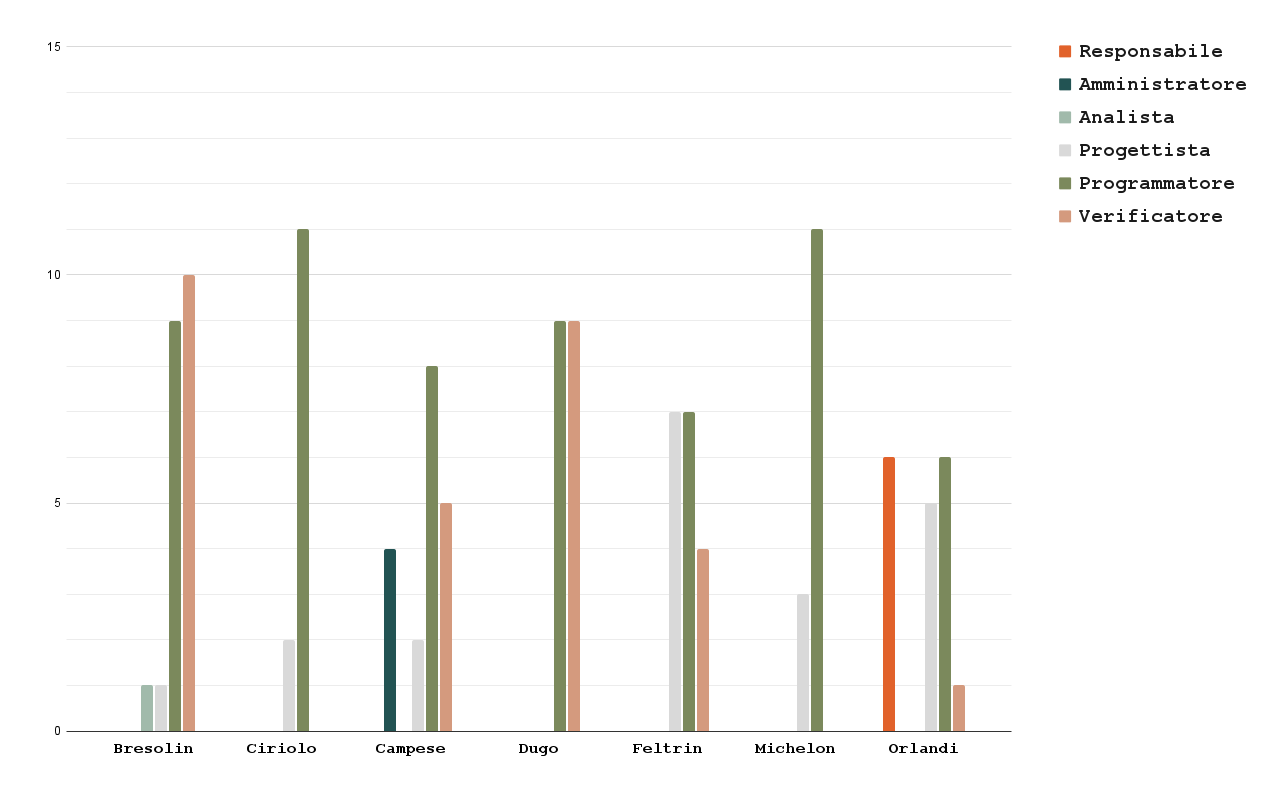 15
10
5
0
Bresolin
Ciriolo
Campese
Dugo
Feltrin
Michelon
Orlandi
Responsabile
Amministratore
Analista
Progettista
Programmatore
Verificatore